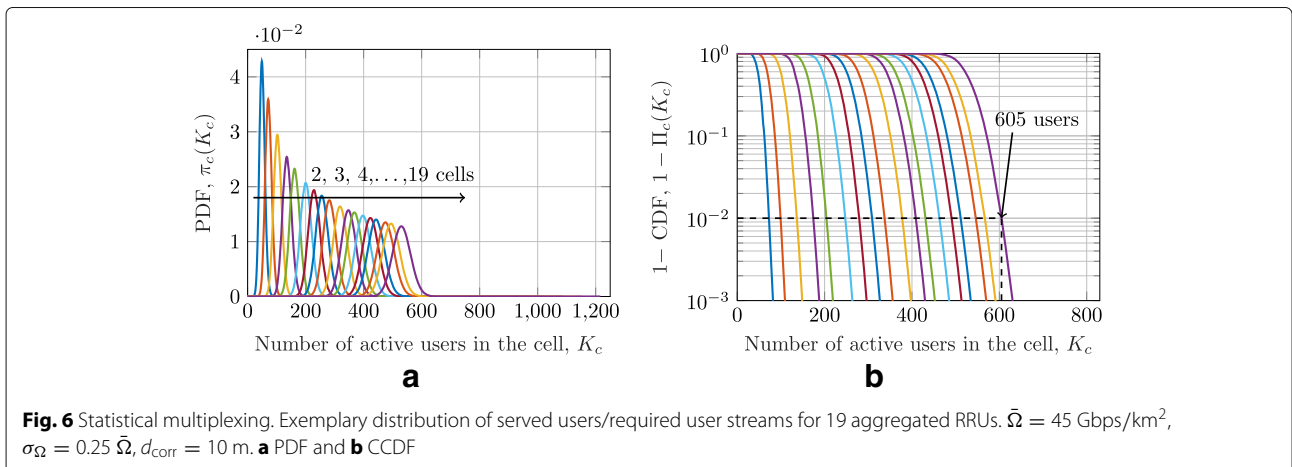 ·10⁻²
4
3
2
1
0
PDF, π_c(K_c)
2, 3, 4,...,19 cells
0 200 400 600 800 1,000 1,200
Number of active users in the cell, K_c
a
10⁰
10⁻¹
10⁻²
10⁻³
1− CDF, 1 − Π_c(K_c)
605 users
0 200 400 600 800
Number of active users in the cell, K_c
b
Fig. 6 Statistical multiplexing. Exemplary distribution of served users/required user streams for 19 aggregated RRUs. Ω̄ = 45 Gbps/km²,
σ_Ω = 0.25 Ω̄, d_corr = 10 m. a PDF and b CCDF